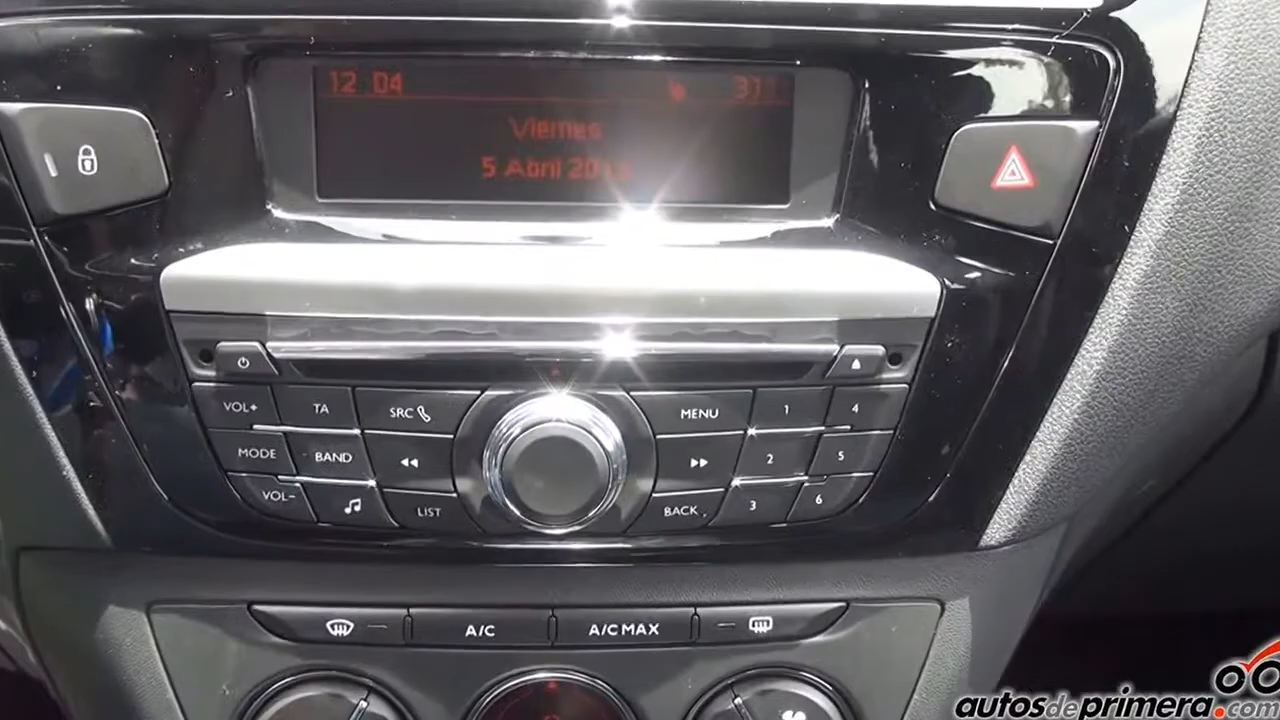 12 04
Viernes
5 Abril
VOL+ TA SRC MENU 1 4
MODE BAND 2 5
VOL- LIST BACK 3 6
A/C A/C MAX
autosdeprimera.com